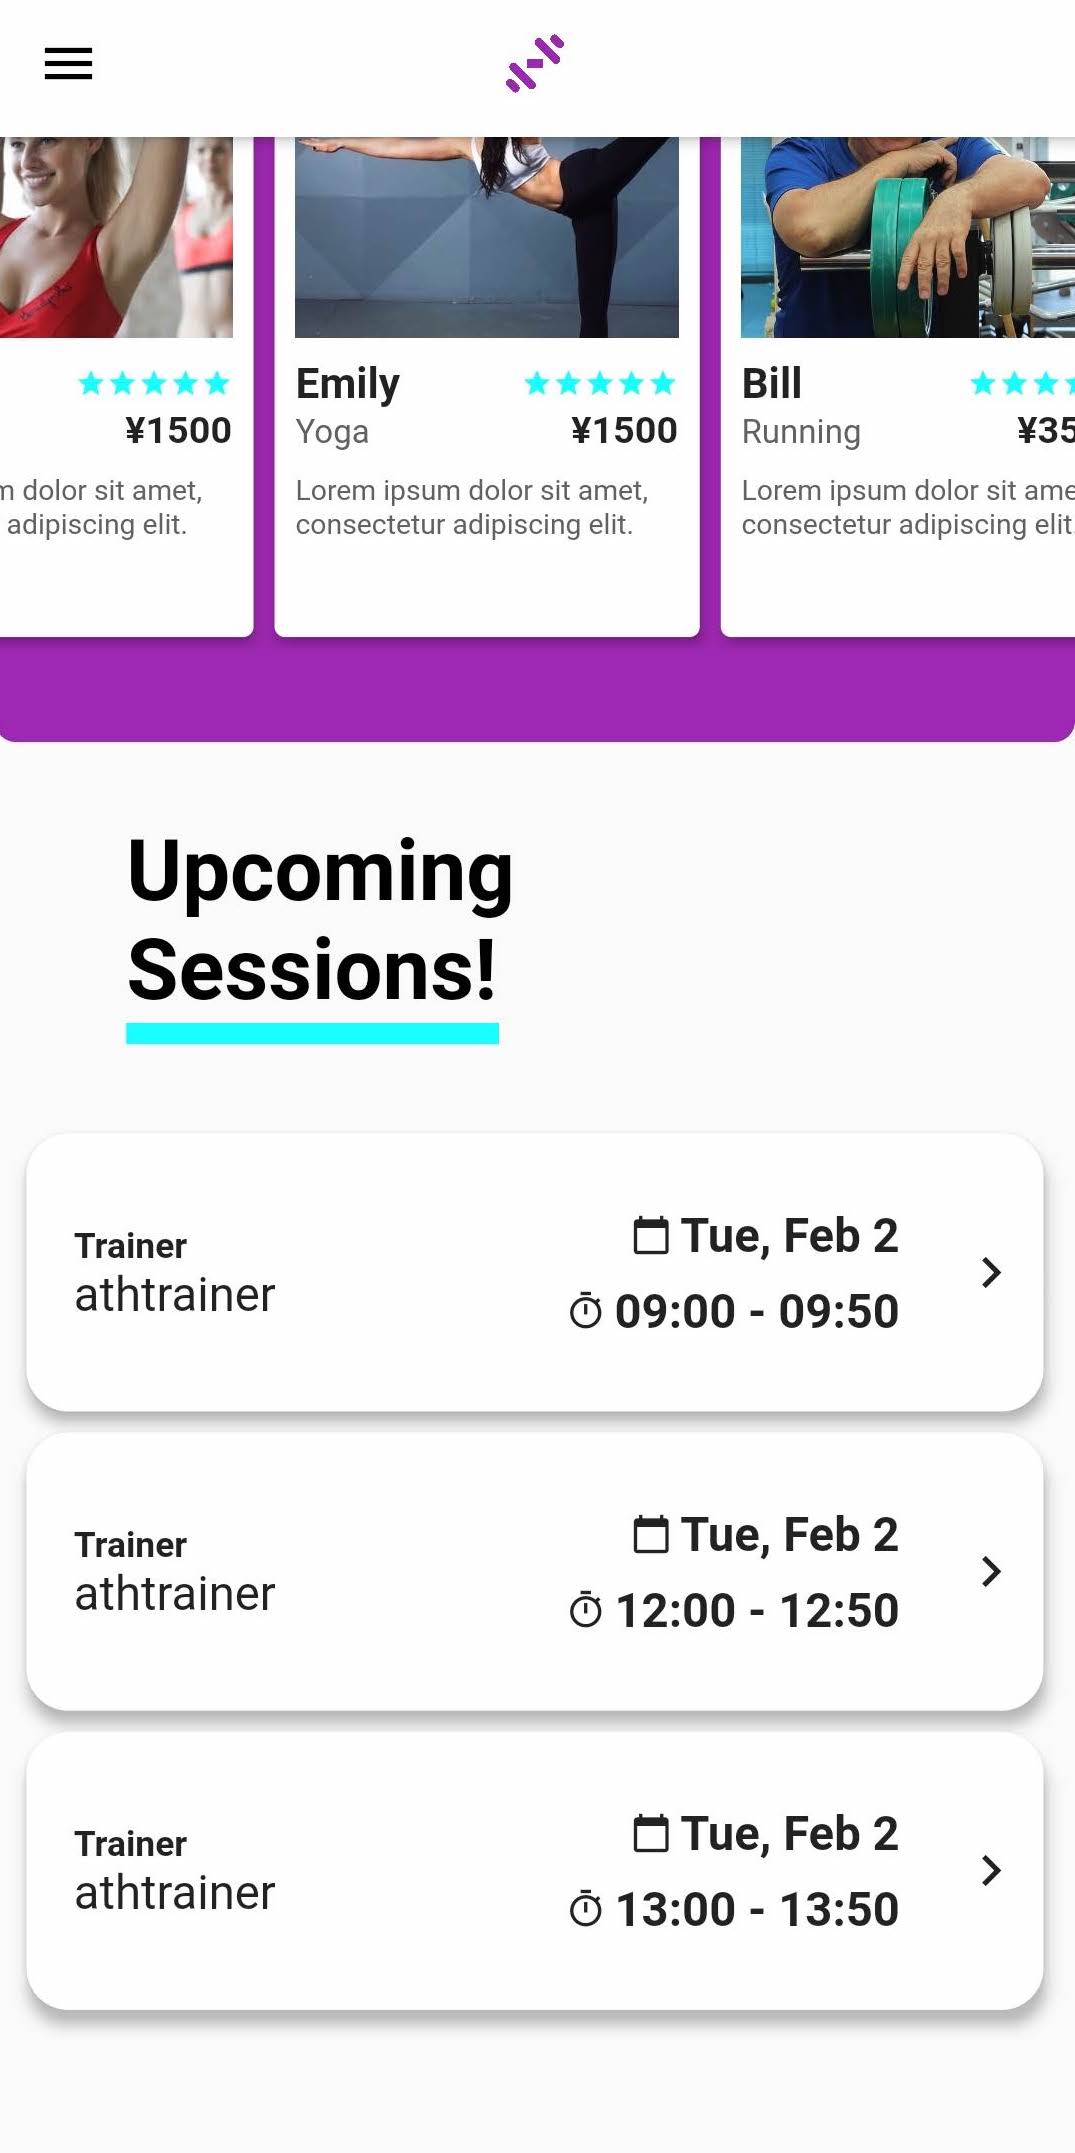 ¥1500
m dolor sit amet,
adipiscing elit.
Emily
Yoga ¥1500
Lorem ipsum dolor sit amet,
consectetur adipiscing elit.
Bill
Running ¥35
Lorem ipsum dolor sit ame
consectetur adipiscing elit.
Upcoming
Sessions!
Trainer
athtrainer
Tue, Feb 2
09:00 - 09:50
Trainer
athtrainer
Tue, Feb 2
12:00 - 12:50
Trainer
athtrainer
Tue, Feb 2
13:00 - 13:50